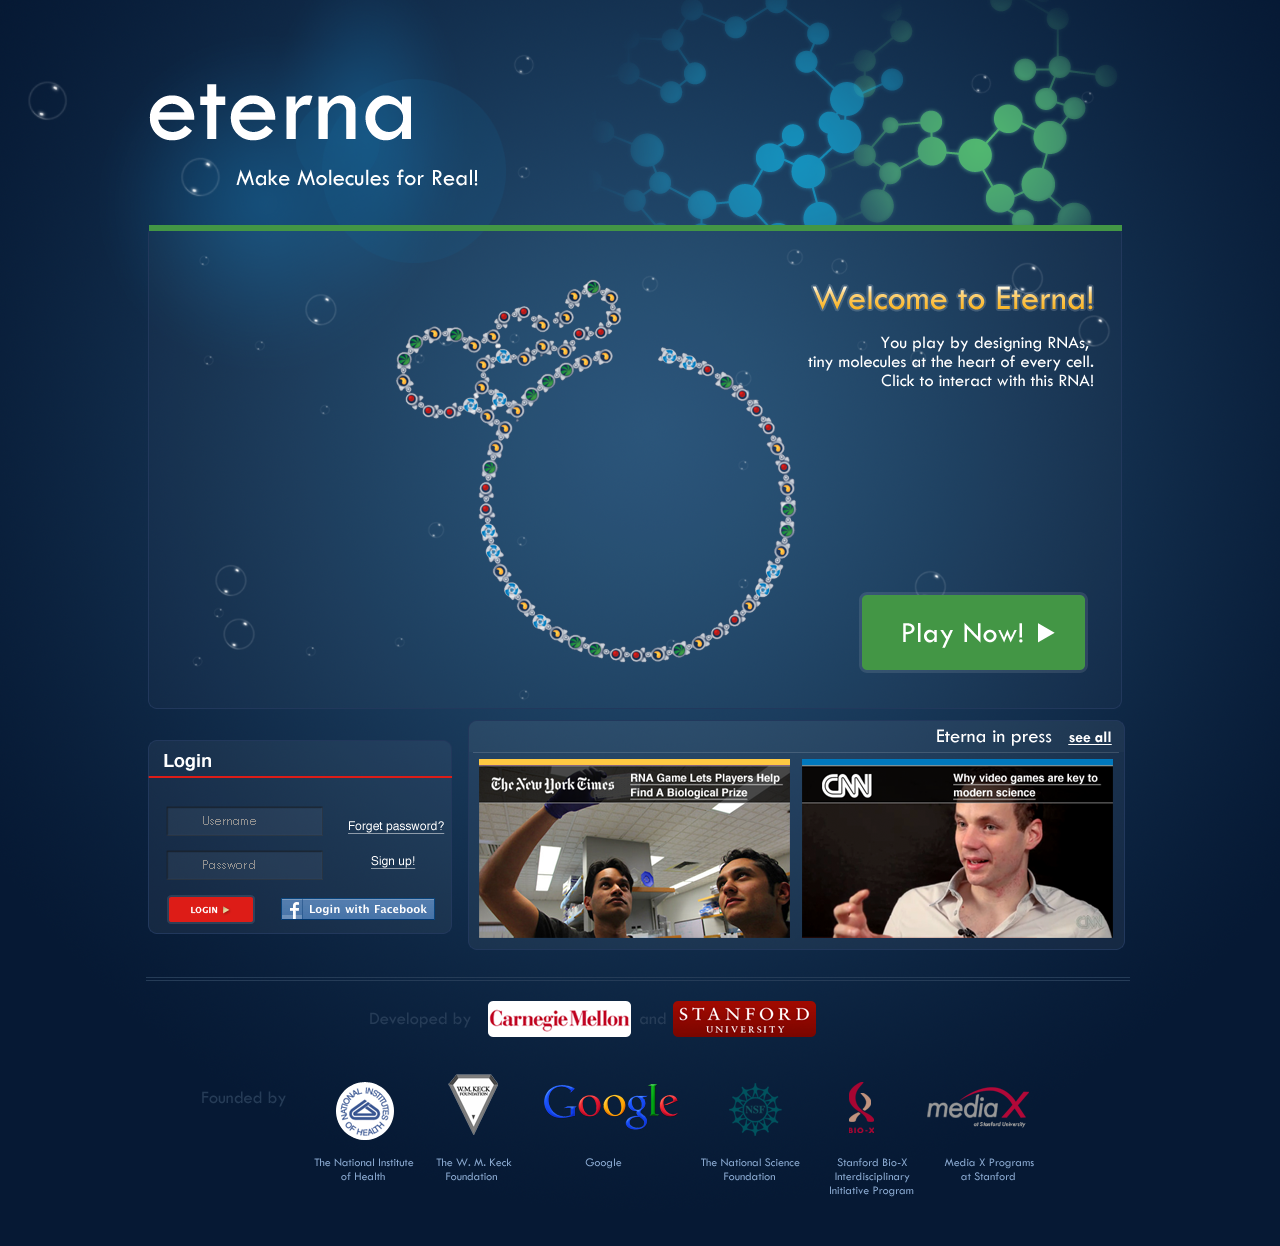 eterna
Make Molecules for Real!
Welcome to Eterna!
You play by designing RNAs,
tiny molecules at the heart of every cell.
Click to interact with this RNA!
Play Now!
Login
Username
Forget password?
Password
Sign up!
LOGIN
f Login with Facebook
Eterna in press see all
The New York Times
RNA Game Lets Players Help
Find A Biological Prize
CNN
Why video games are key to
modern science
CNN
Developed by
Carnegie Mellon
and
STANFORD
UNIVERSITY
Founded by
NATIONAL INSTITUTES
OF HEALTH
W.M. KECK
FOUNDATION
Google
NSF
BIO-X
media X
at Stanford University
The National Institute
of Health
The W. M. Keck
Foundation
Google
The National Science
Foundation
Stanford Bio-X
Interdisciplinary
Initiative Program
Media X Programs
at Stanford